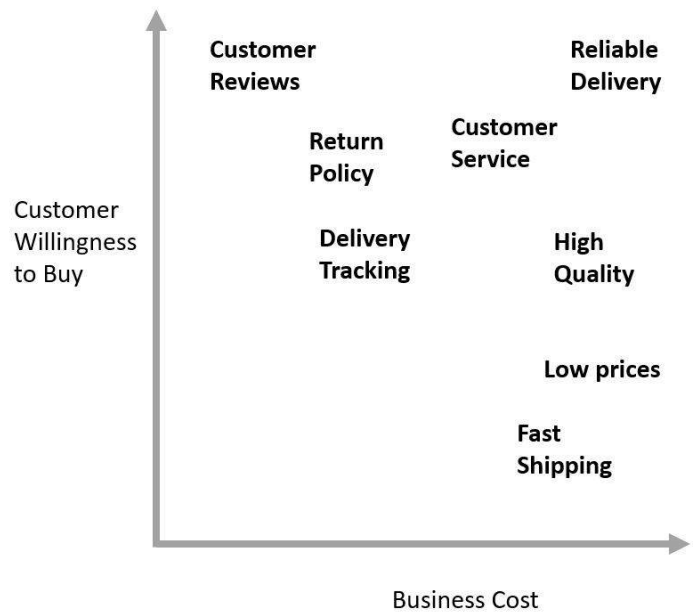 Customer
Reviews
Reliable
Delivery
Customer
Service
Return
Policy
Customer
Willingness
to Buy
Delivery
Tracking
High
Quality
Low prices
Fast
Shipping
Business Cost